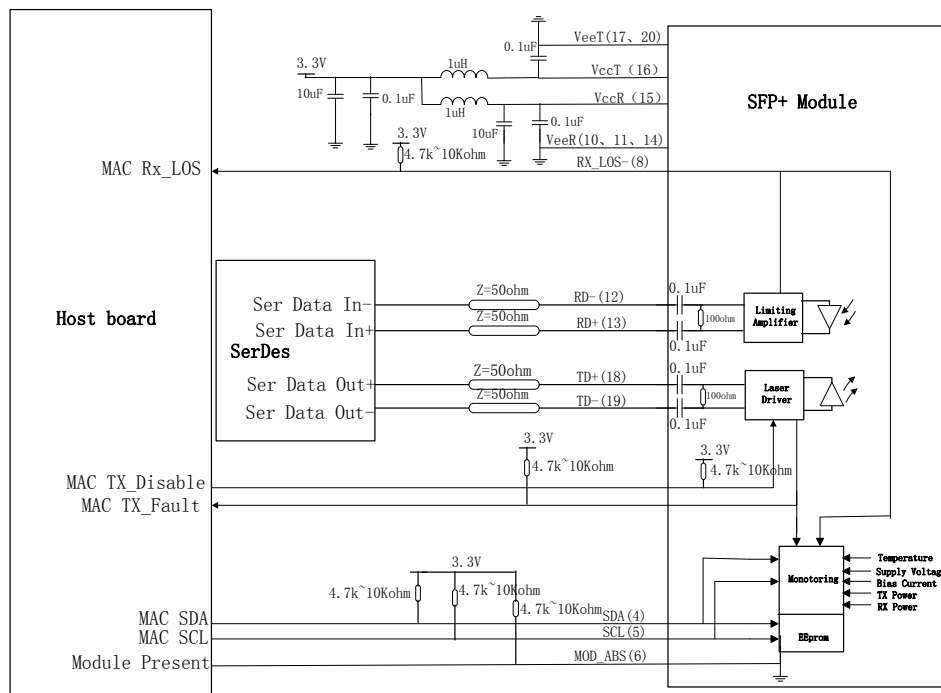 VeeT(17、20)
0.1uF
1uH
3.3V
VccT (16)
SFP+ Module
10uF
0.1uF
VccR (15)
1uH
10uF
0.1uF
3.3V
VeeR(10、11、14)
4.7k~10Kohm
RX_LOS-(8)
MAC Rx_LOS
0.1uF
Z=50ohm
RD-(12)
Ser Data In-
Limiting
Amplifier
100ohm
Z=50ohm
RD+(13)
Ser Data In+
Host board
SerDes
0.1uF
0.1uF
Z=50ohm
TD+(18)
Ser Data Out+
Laser
Driver
100ohm
Z=50ohm
TD-(19)
Ser Data Out-
0.1uF
3.3V
3.3V
4.7k~10Kohm
4.7k~10Kohm
MAC TX_Disable
MAC TX_Fault
Temperature
3.3V
Supply Voltag
Monotoring
Bias Current
4.7k~10Kohm
4.7k~10Kohm
TX Power
RX Power
4.7k~10Kohm
MAC SDA
SDA(4)
MAC SCL
SCL(5)
EEprom
Module Present
MOD_ABS(6)